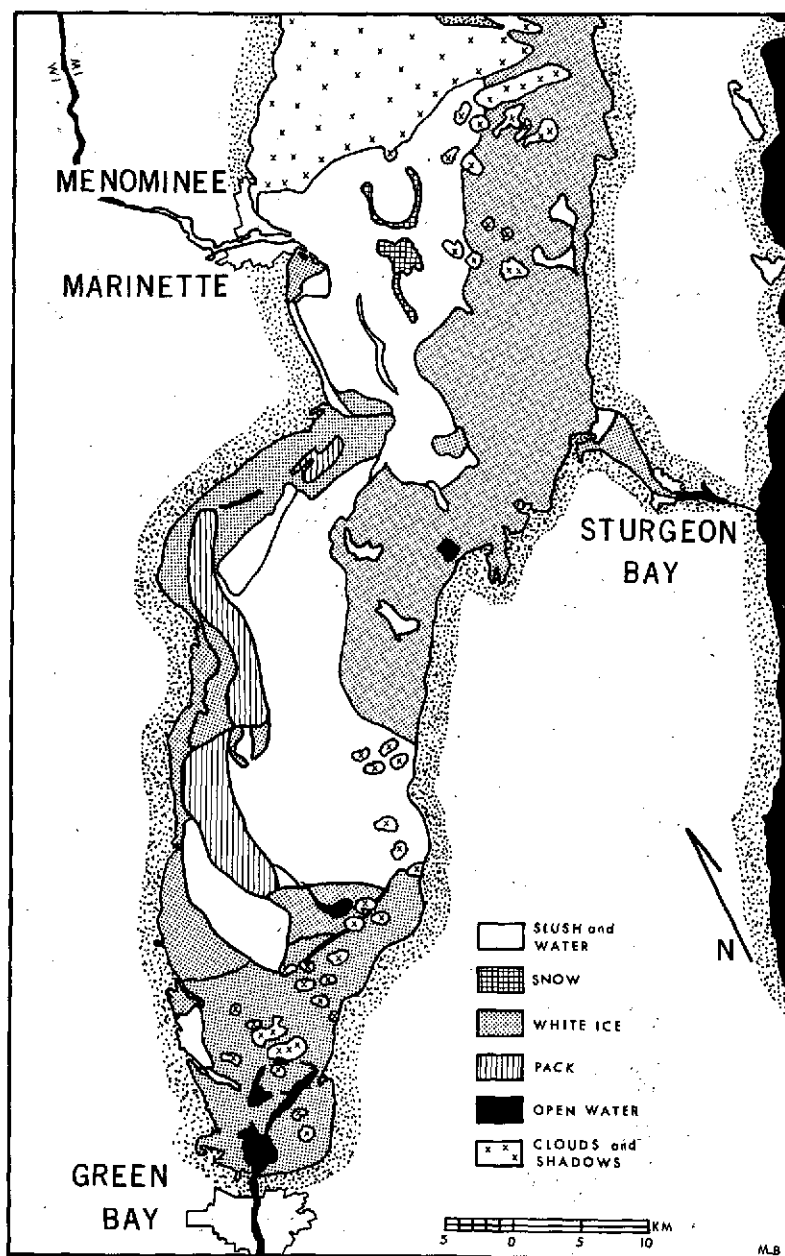 WI
MI
MENOMINEE
MARINETTE
STURGEON
BAY
N
SLUSH and
WATER
SNOW
WHITE ICE
PACK
OPEN WATER
CLOUDS and
SHADOWS
GREEN
BAY
5 0 5 10 KM
M-B